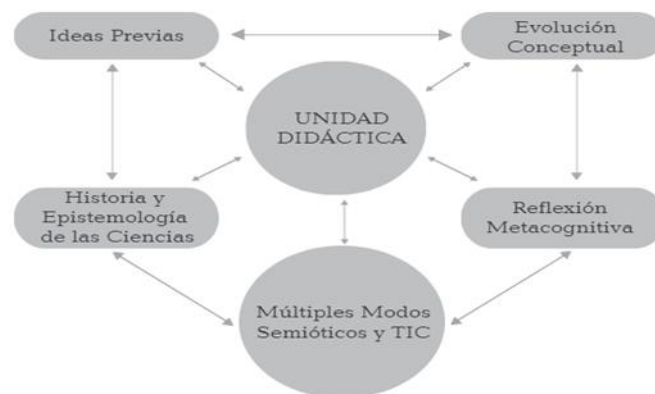 Ideas Previas
Evolución
Conceptual
UNIDAD
DIDÁCTICA
Historia y
Epistemología
de las Ciencias
Reflexión
Metacognitiva
Múltiples Modos
Semióticos y TIC